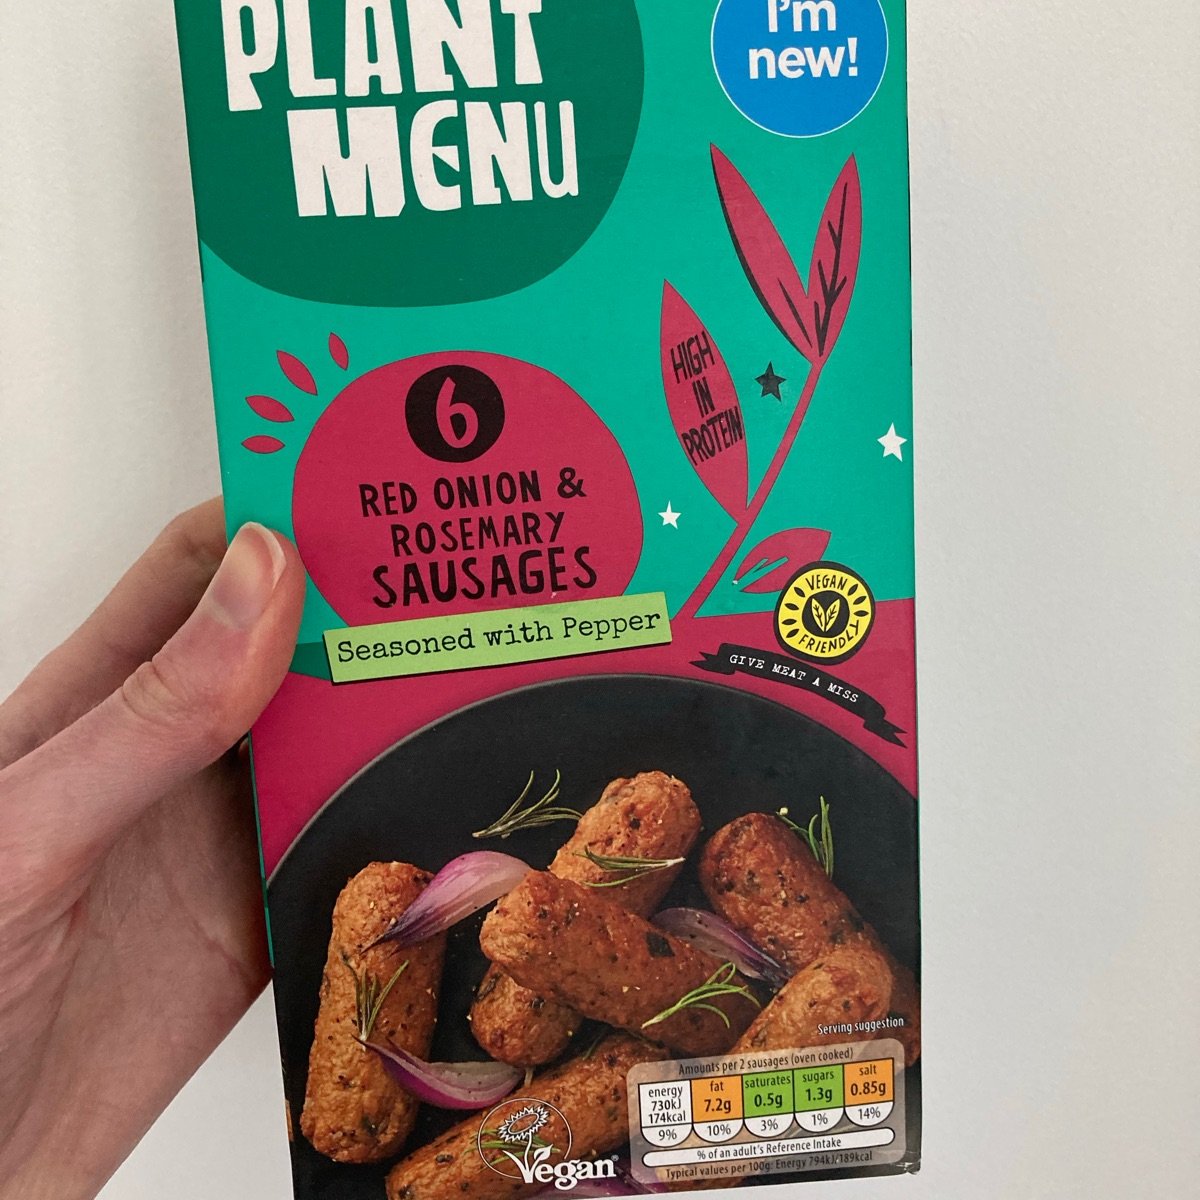 PLANT
MENU
I'm
new!
HIGH
IN
PROTEIN
6
RED ONION &
ROSEMARY
SAUSAGES
Seasoned with Pepper
VEGAN
FRIENDLY
GIVE MEAT A MISS
Serving suggestion
Amounts per 2 sausages (oven cooked)
energy fat saturates sugars salt
730kJ 7.2g 0.5g 1.3g 0.85g
174kcal
9% 10% 3% 1% 14%
% of an adult's Reference Intake
Typical values per 100g: Energy 794kJ/189kcal
Vegan